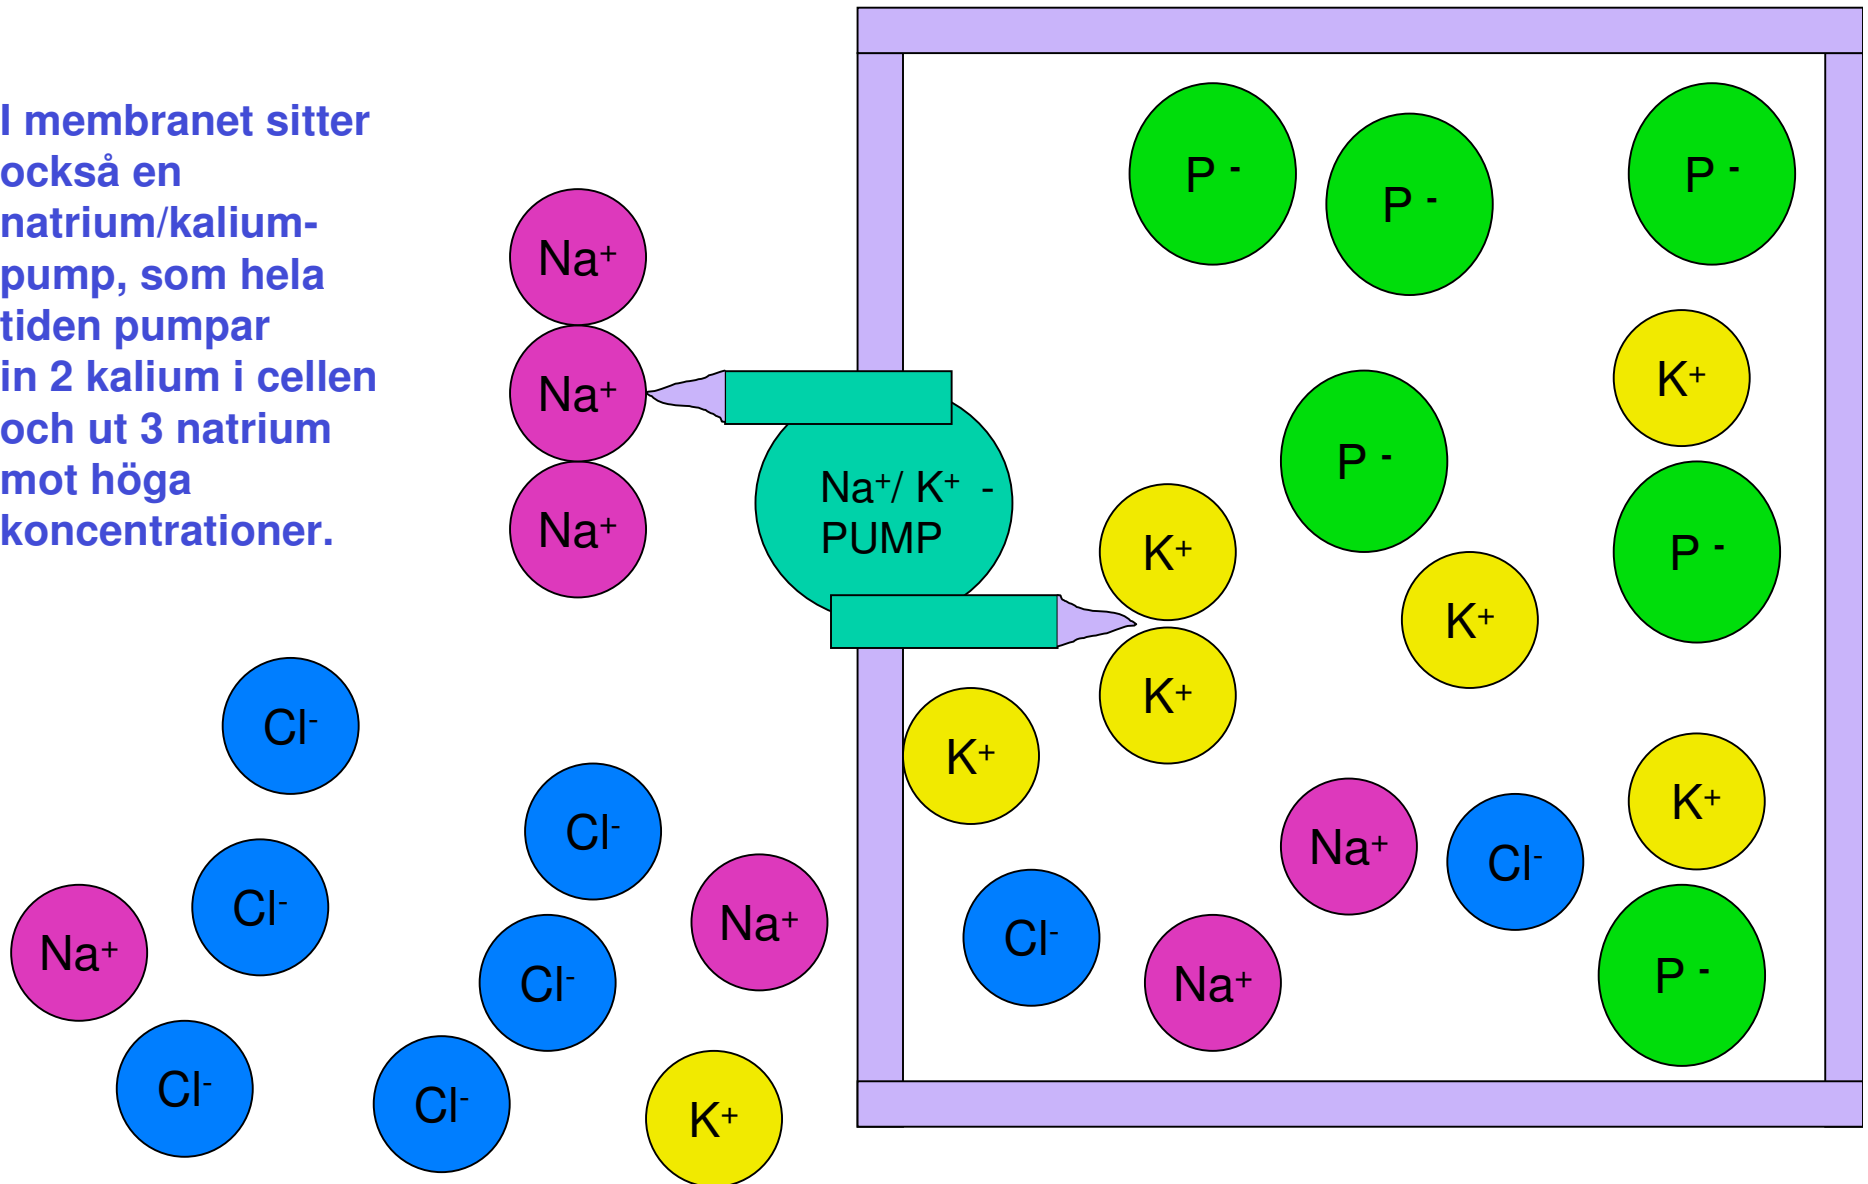 I membranet sitter
också en
natrium/kalium-
pump, som hela
tiden pumpar
in 2 kalium i cellen
och ut 3 natrium
mot höga
koncentrationer.
Na⁺
Na⁺
Na⁺
Na⁺/ K⁺ -
PUMP
P -
P -
P -
K⁺
P -
K⁺
P -
K⁺
K⁺
K⁺
K⁺
Na⁺
Cl⁻
Cl⁻
Na⁺
P -
Cl⁻
Cl⁻
Cl⁻
Na⁺
Na⁺
Cl⁻
Cl⁻
Cl⁻
K⁺